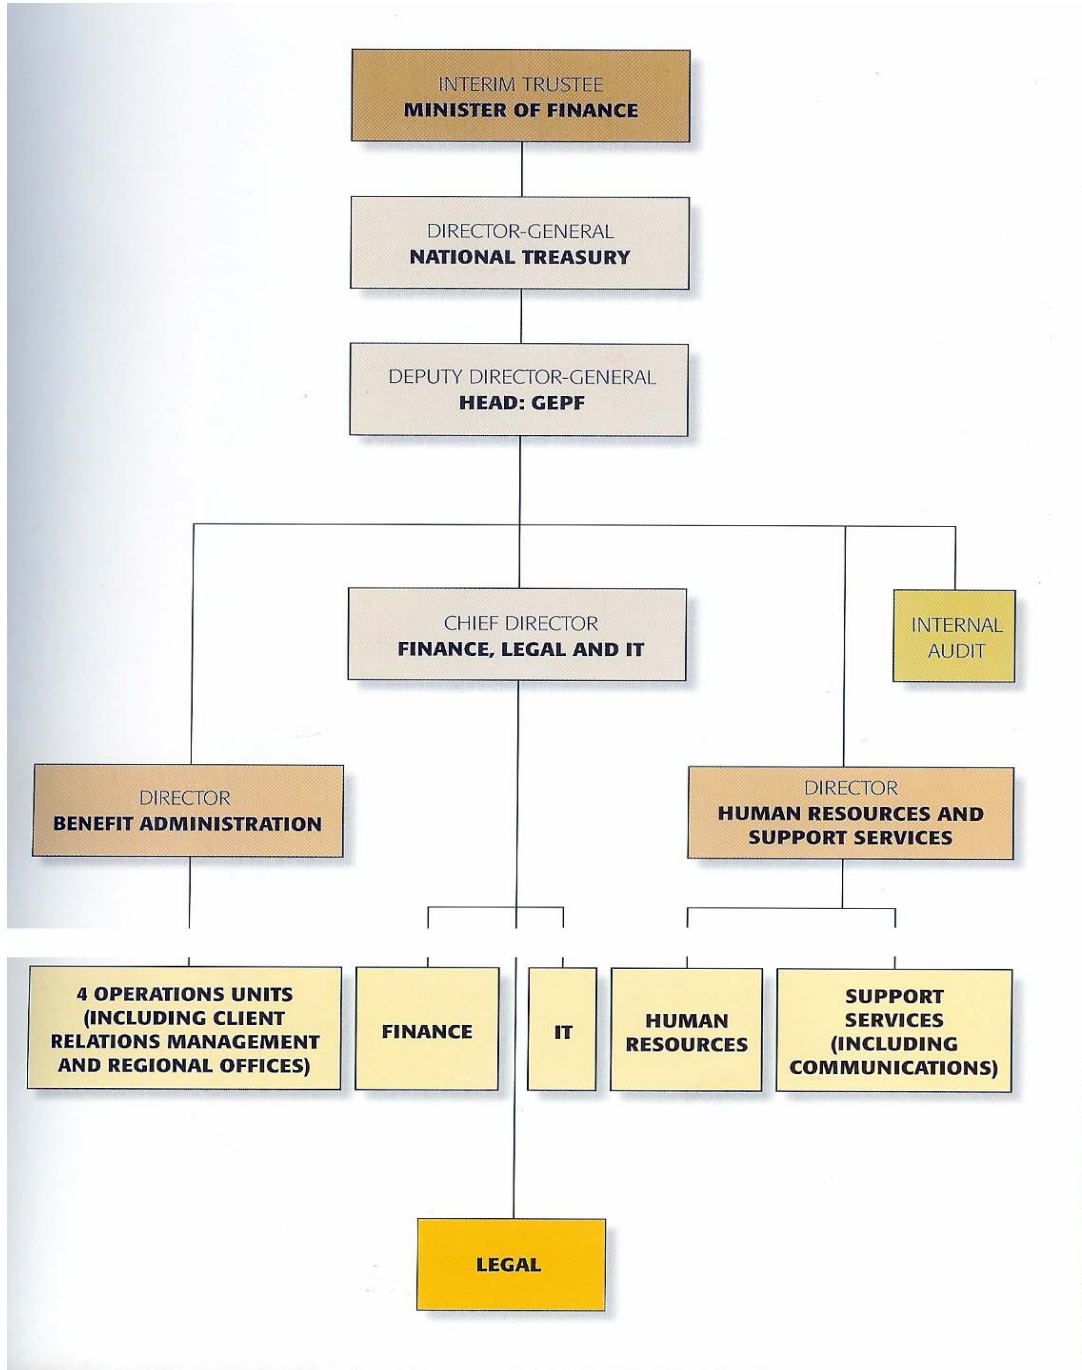 INTERIM TRUSTEE
MINISTER OF FINANCE
DIRECTOR-GENERAL
NATIONAL TREASURY
DEPUTY DIRECTOR-GENERAL
HEAD: GEPF
CHIEF DIRECTOR
FINANCE, LEGAL AND IT
INTERNAL
AUDIT
DIRECTOR
BENEFIT ADMINISTRATION
DIRECTOR
HUMAN RESOURCES AND
SUPPORT SERVICES
4 OPERATIONS UNITS
(INCLUDING CLIENT
RELATIONS MANAGEMENT
AND REGIONAL OFFICES)
FINANCE
IT
HUMAN
RESOURCES
SUPPORT
SERVICES
(INCLUDING
COMMUNICATIONS)
LEGAL